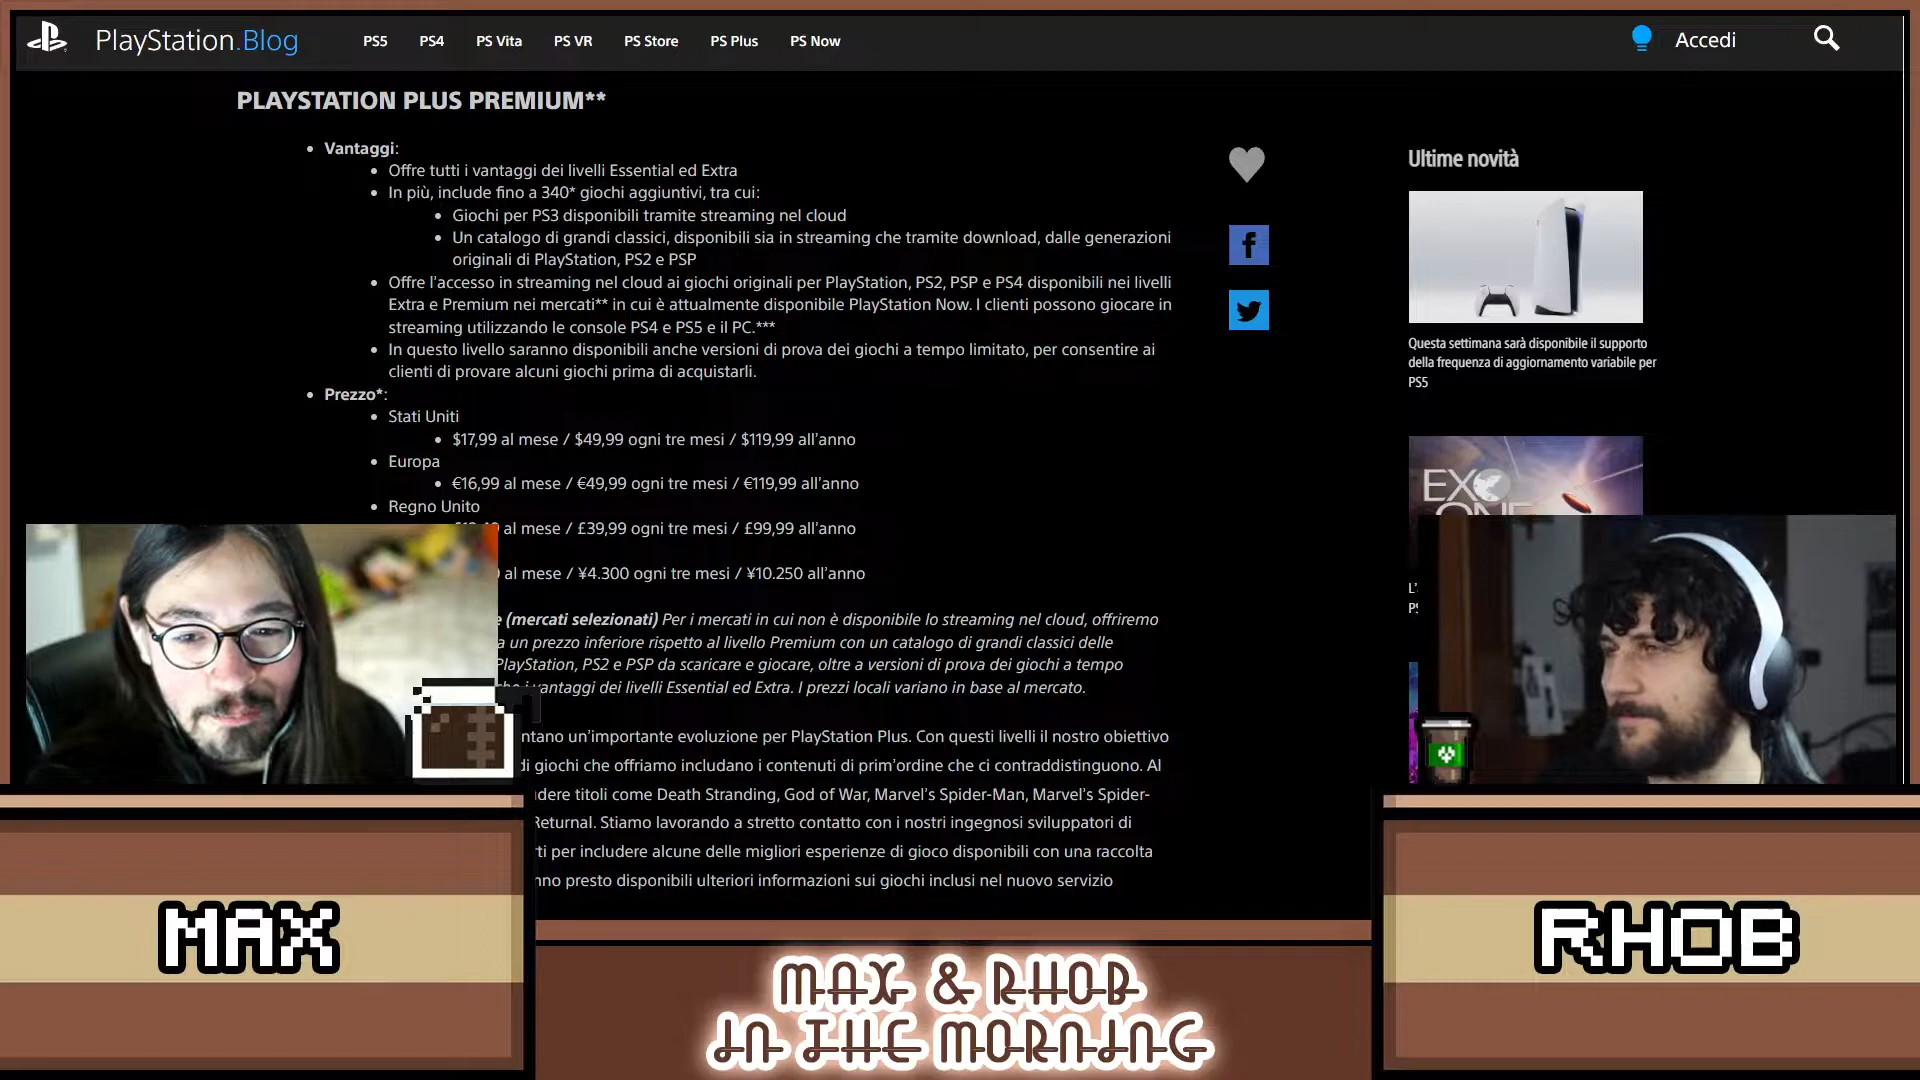 PlayStation.Blog
PS5 PS4 PS Vita PS VR PS Store PS Plus PS Now
Accedi
PLAYSTATION PLUS PREMIUM**
Vantaggi:
Offre tutti i vantaggi dei livelli Essential ed Extra
In più, include fino a 340* giochi aggiuntivi, tra cui:
Giochi per PS3 disponibili tramite streaming nel cloud
Un catalogo di grandi classici, disponibili sia in streaming che tramite download, dalle generazioni
originali di PlayStation, PS2 e PSP
Offre l'accesso in streaming nel cloud ai giochi originali per PlayStation, PS2, PSP e PS4 disponibili nei livelli
Extra e Premium nei mercati** in cui è attualmente disponibile PlayStation Now. I clienti possono giocare in
streaming utilizzando le console PS4 e PS5 e il PC.***
In questo livello saranno disponibili anche versioni di prova dei giochi a tempo limitato, per consentire ai
clienti di provare alcuni giochi prima di acquistarli.
Prezzo*:
Stati Uniti
$17,99 al mese / $49,99 ogni tre mesi / $119,99 all'anno
Europa
€16,99 al mese / €49,99 ogni tre mesi / €119,99 all'anno
Regno Unito
al mese / £39,99 ogni tre mesi / £99,99 all'anno
al mese / ¥4.300 ogni tre mesi / ¥10.250 all'anno
(mercati selezionati) Per i mercati in cui non è disponibile lo streaming nel cloud, offriremo
a un prezzo inferiore rispetto al livello Premium con un catalogo di grandi classici delle
PlayStation, PS2 e PSP da scaricare e giocare, oltre a versioni di prova dei giochi a tempo
i vantaggi dei livelli Essential ed Extra. I prezzi locali variano in base al mercato.
ntano un'importante evoluzione per PlayStation Plus. Con questi livelli il nostro obiettivo
di giochi che offriamo includano i contenuti di prim'ordine che ci contraddistinguono. Al
dere titoli come Death Stranding, God of War, Marvel's Spider-Man, Marvel's Spider-
Returnal. Stiamo lavorando a stretto contatto con i nostri ingegnosi sviluppatori di
rti per includere alcune delle migliori esperienze di gioco disponibili con una raccolta
nno presto disponibili ulteriori informazioni sui giochi inclusi nel nuovo servizio
Ultime novità
Questa settimana sarà disponibile il supporto
della frequenza di aggiornamento variabile per
PS5
EXO
ONE
L'
PS
MAX
RHOB
MAX & RHOB
IN THE MORNING